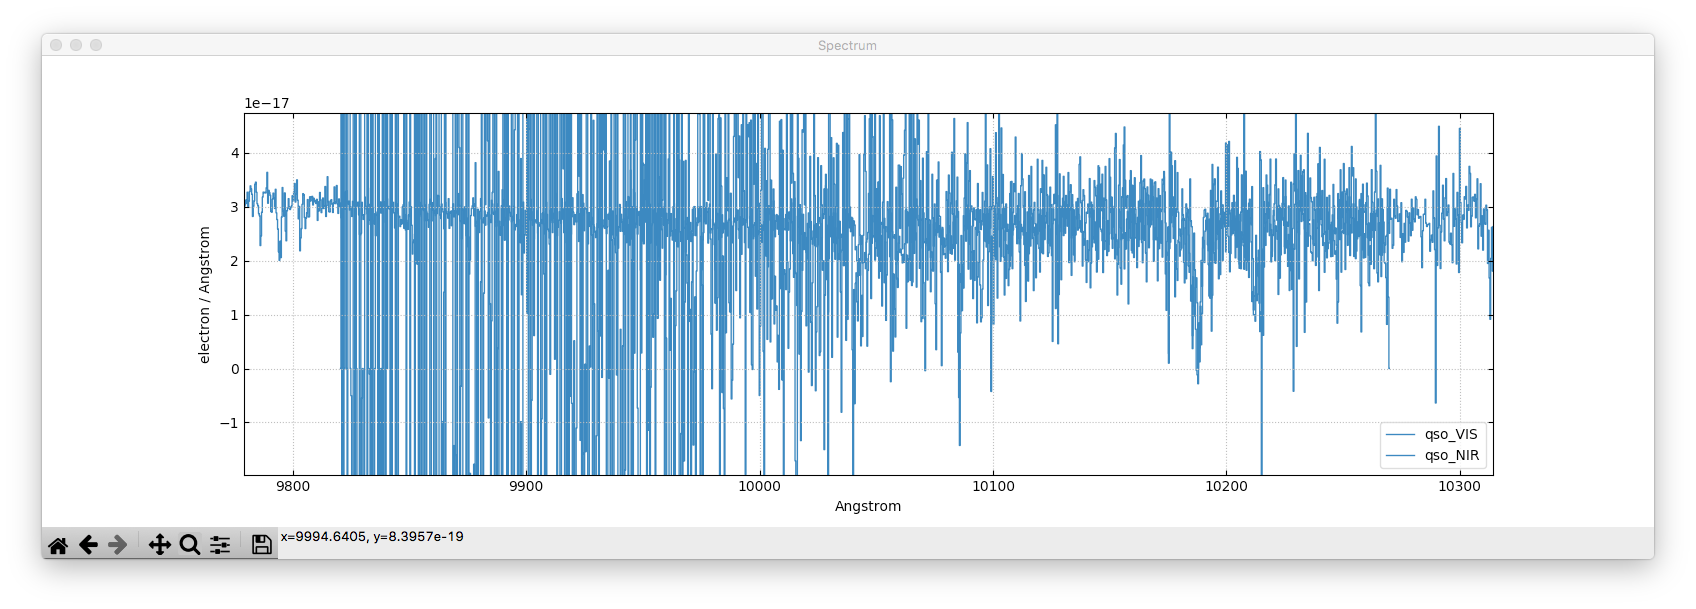 Spectrum
1e−17
4
3
2
1
0
−1
electron / Angstrom
9800 9900 10000 10100 10200 10300
Angstrom
qso_VIS
qso_NIR
x=9994.6405, y=8.3957e-19